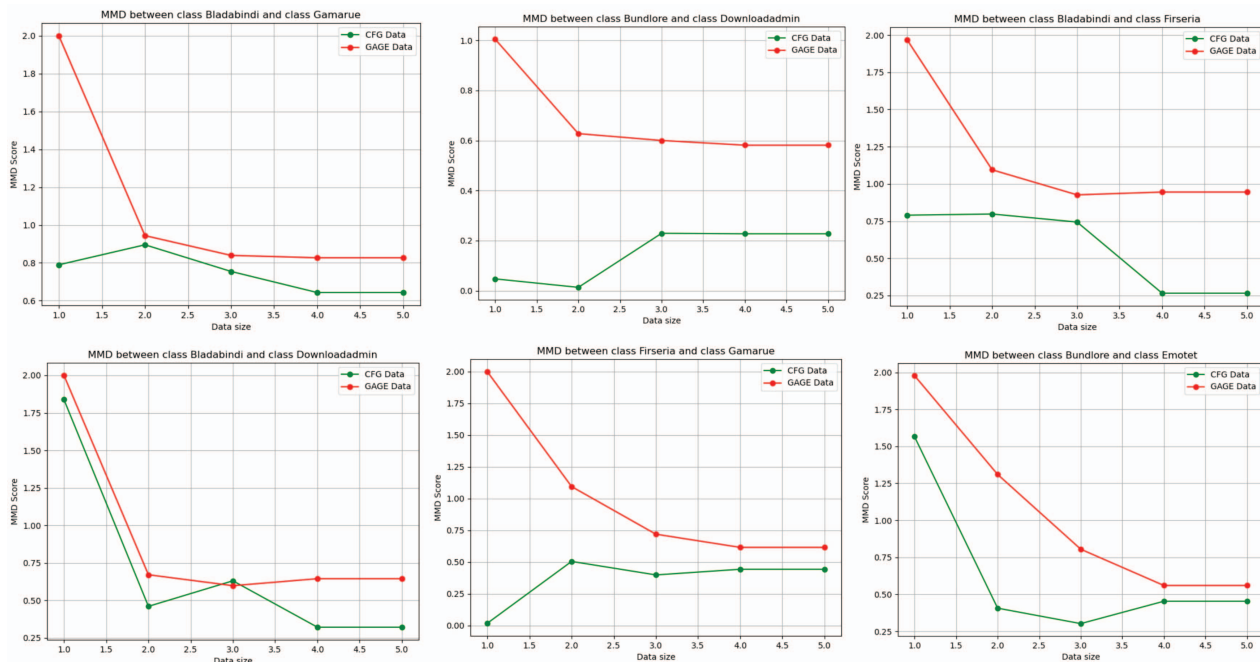 MMD between class Bladabindi and class Gamarue
CFG Data
GAGE Data
MMD Score
2.0
1.8
1.6
1.4
1.2
1.0
0.8
0.6
1.0 1.5 2.0 2.5 3.0 3.5 4.0 4.5 5.0
Data size
MMD between class Bundlore and class Downloadadmin
CFG Data
GAGE Data
MMD Score
1.0
0.8
0.6
0.4
0.2
0.0
1.0 1.5 2.0 2.5 3.0 3.5 4.0 4.5 5.0
Data size
MMD between class Bladabindi and class Firseria
CFG Data
GAGE Data
MMD Score
2.00
1.75
1.50
1.25
1.00
0.75
0.50
0.25
1.0 1.5 2.0 2.5 3.0 3.5 4.0 4.5 5.0
Data size
MMD between class Bladabindi and class Downloadadmin
CFG Data
GAGE Data
MMD Score
2.00
1.75
1.50
1.25
1.00
0.75
0.50
0.25
1.0 1.5 2.0 2.5 3.0 3.5 4.0 4.5 5.0
Data size
MMD between class Firseria and class Gamarue
CFG Data
GAGE Data
MMD Score
2.00
1.75
1.50
1.25
1.00
0.75
0.50
0.25
0.00
1.0 1.5 2.0 2.5 3.0 3.5 4.0 4.5 5.0
Data size
MMD between class Bundlore and class Emotet
CFG Data
GAGE Data
MMD Score
2.00
1.75
1.50
1.25
1.00
0.75
0.50
0.25
1.0 1.5 2.0 2.5 3.0 3.5 4.0 4.5 5.0
Data size